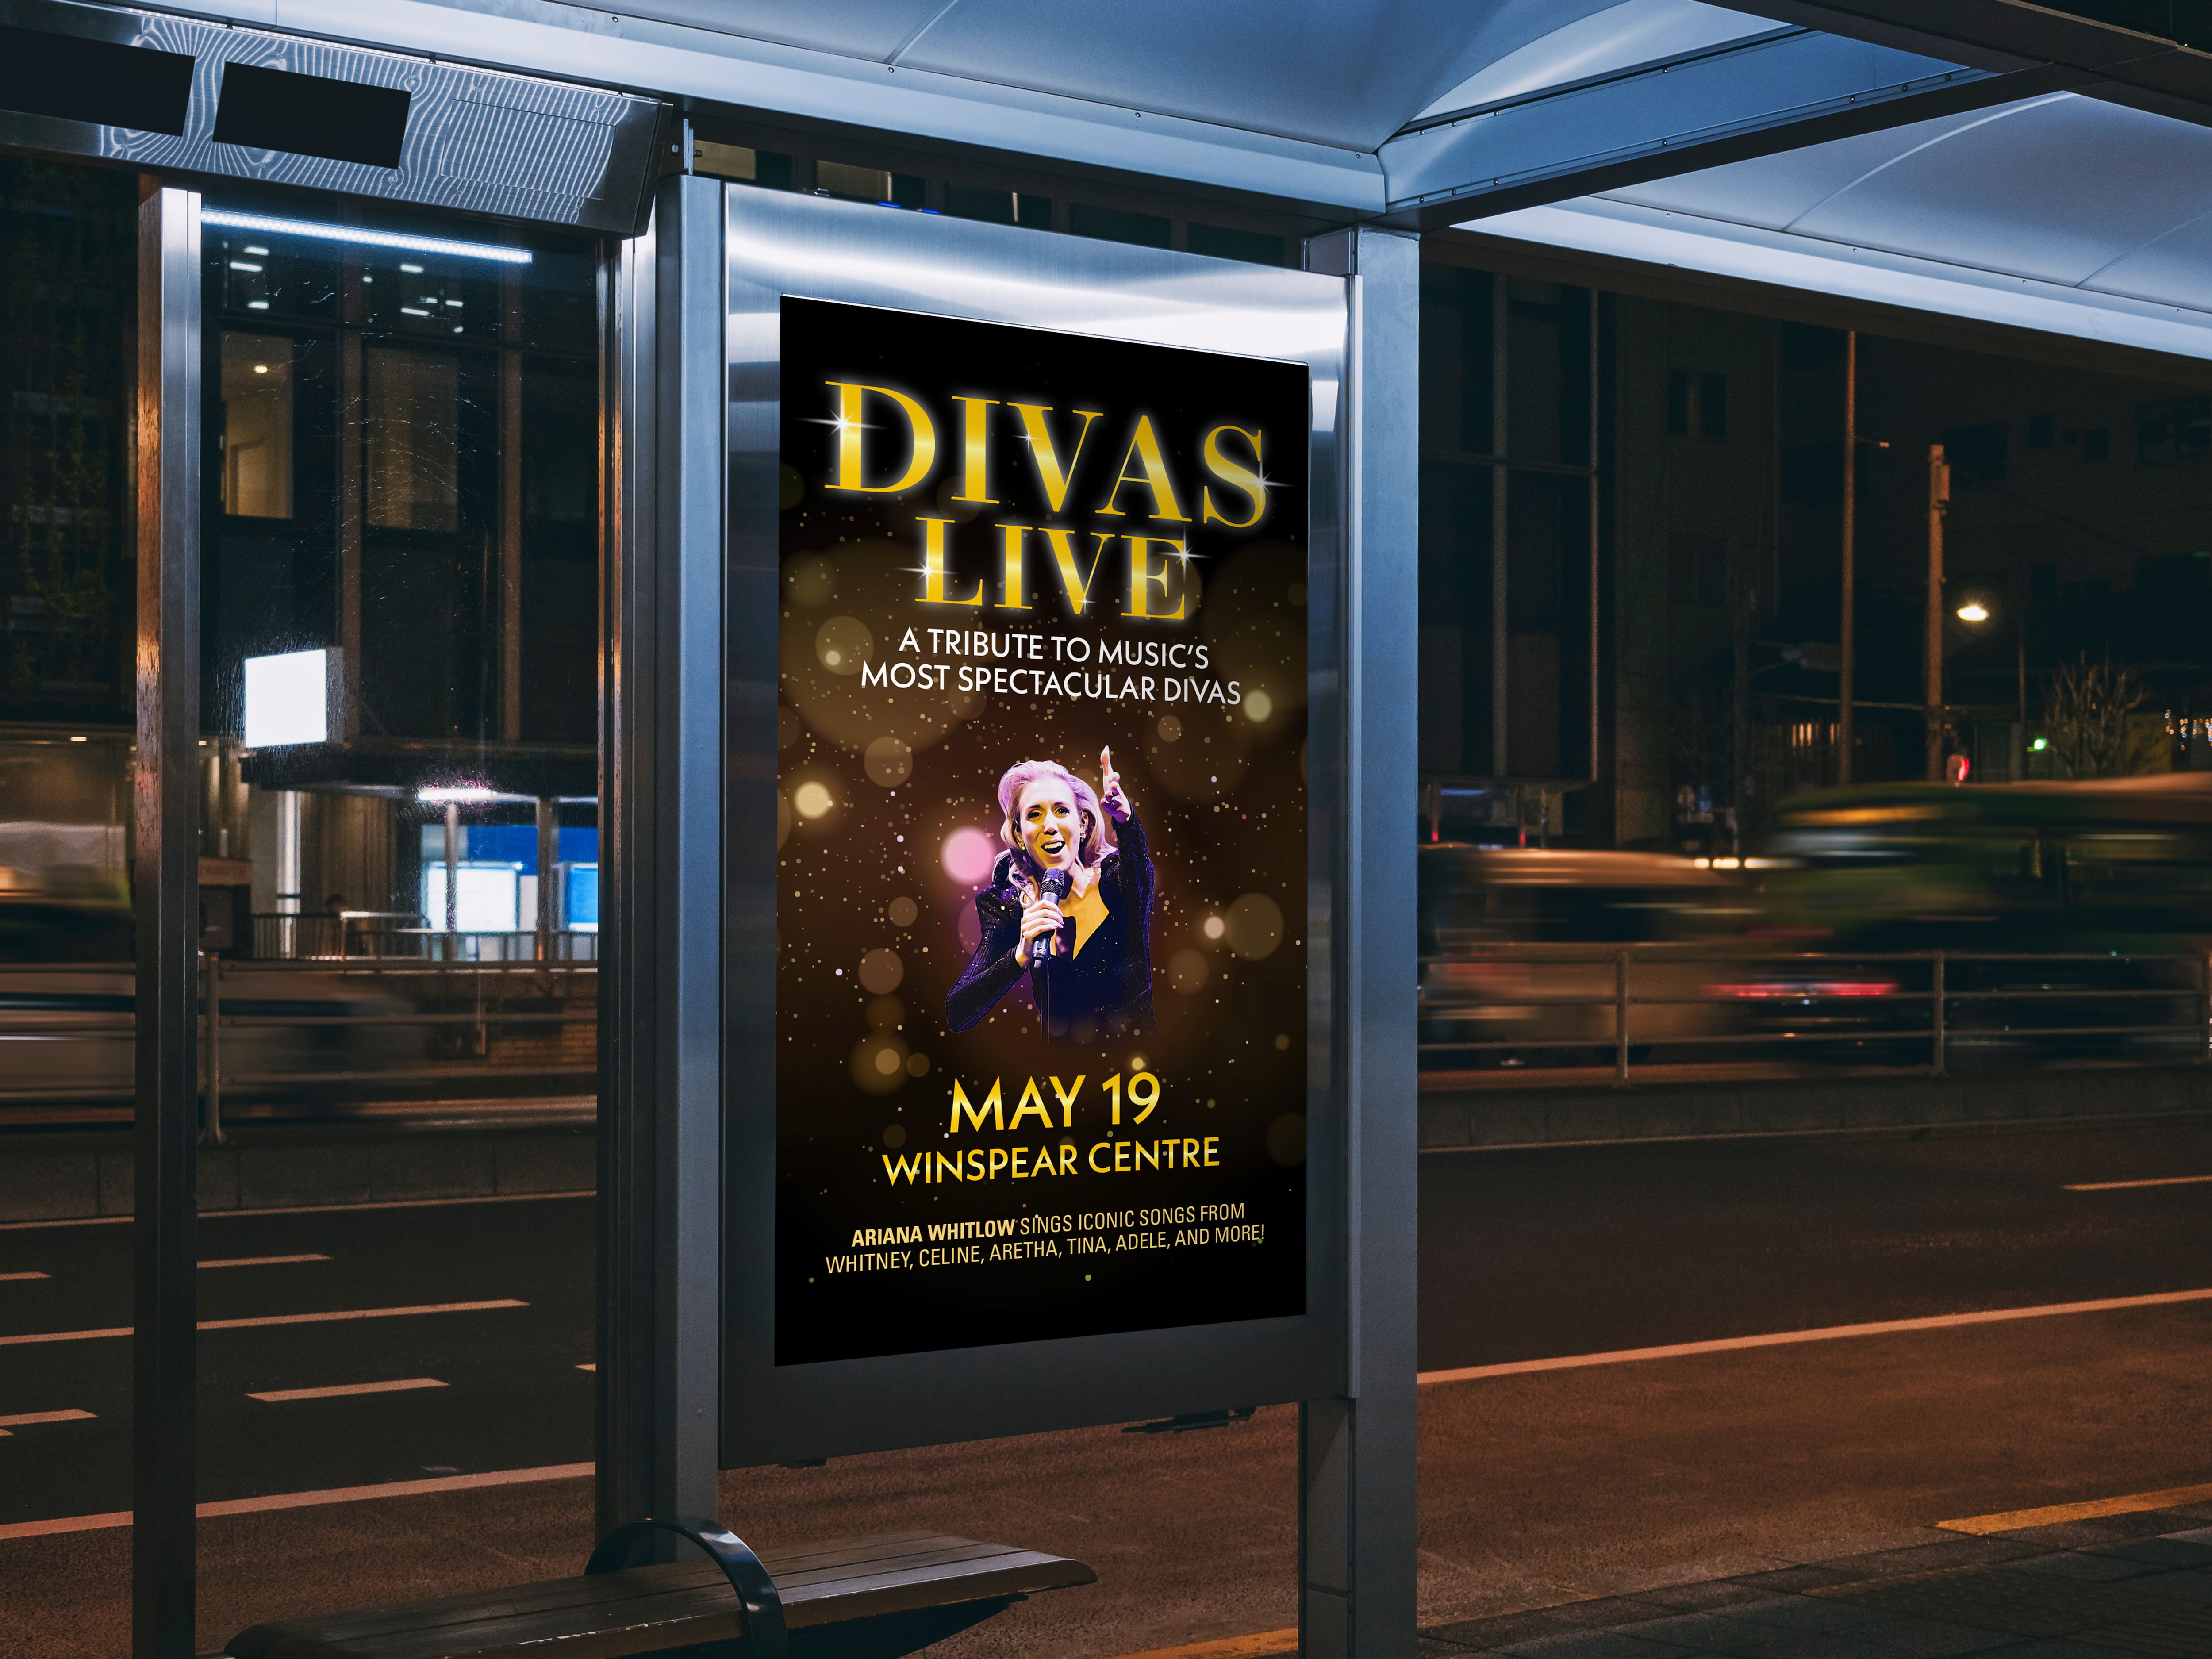 DIVAS
LIVE
A TRIBUTE TO MUSIC'S
MOST SPECTACULAR DIVAS
MAY 19
WINSPEAR CENTRE
ARIANA WHITLOW SINGS ICONIC SONGS FROM
WHITNEY, CELINE, ARETHA, TINA, ADELE, AND MORE!